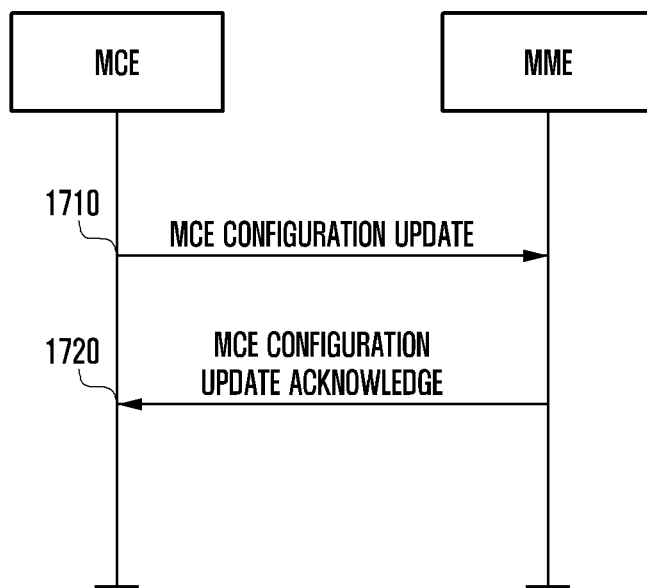 MCE
MME
1710
MCE CONFIGURATION UPDATE
1720
MCE CONFIGURATION
UPDATE ACKNOWLEDGE